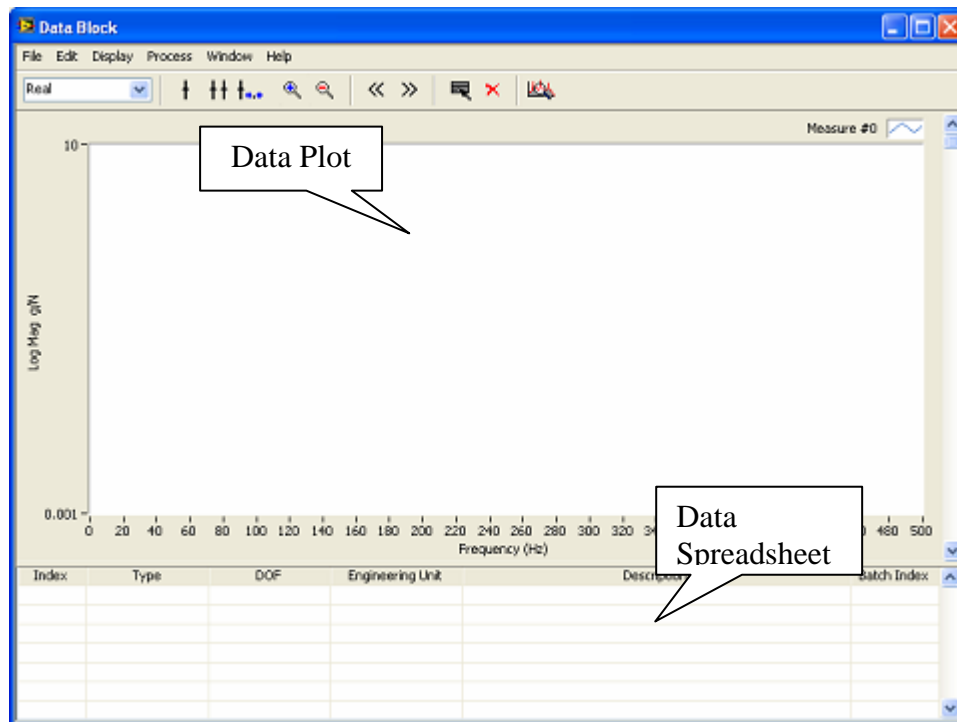 Data Block
File Edit Display Process Window Help
Real
Measure #0
Data Plot
10
Log Mag g/N
0.001
0 20 40 60 80 100 120 140 160 180 200 220 240 260 280 300 320 480 500
Frequency (Hz)
Data
Spreadsheet
Index Type DOF Engineering Unit Batch Index